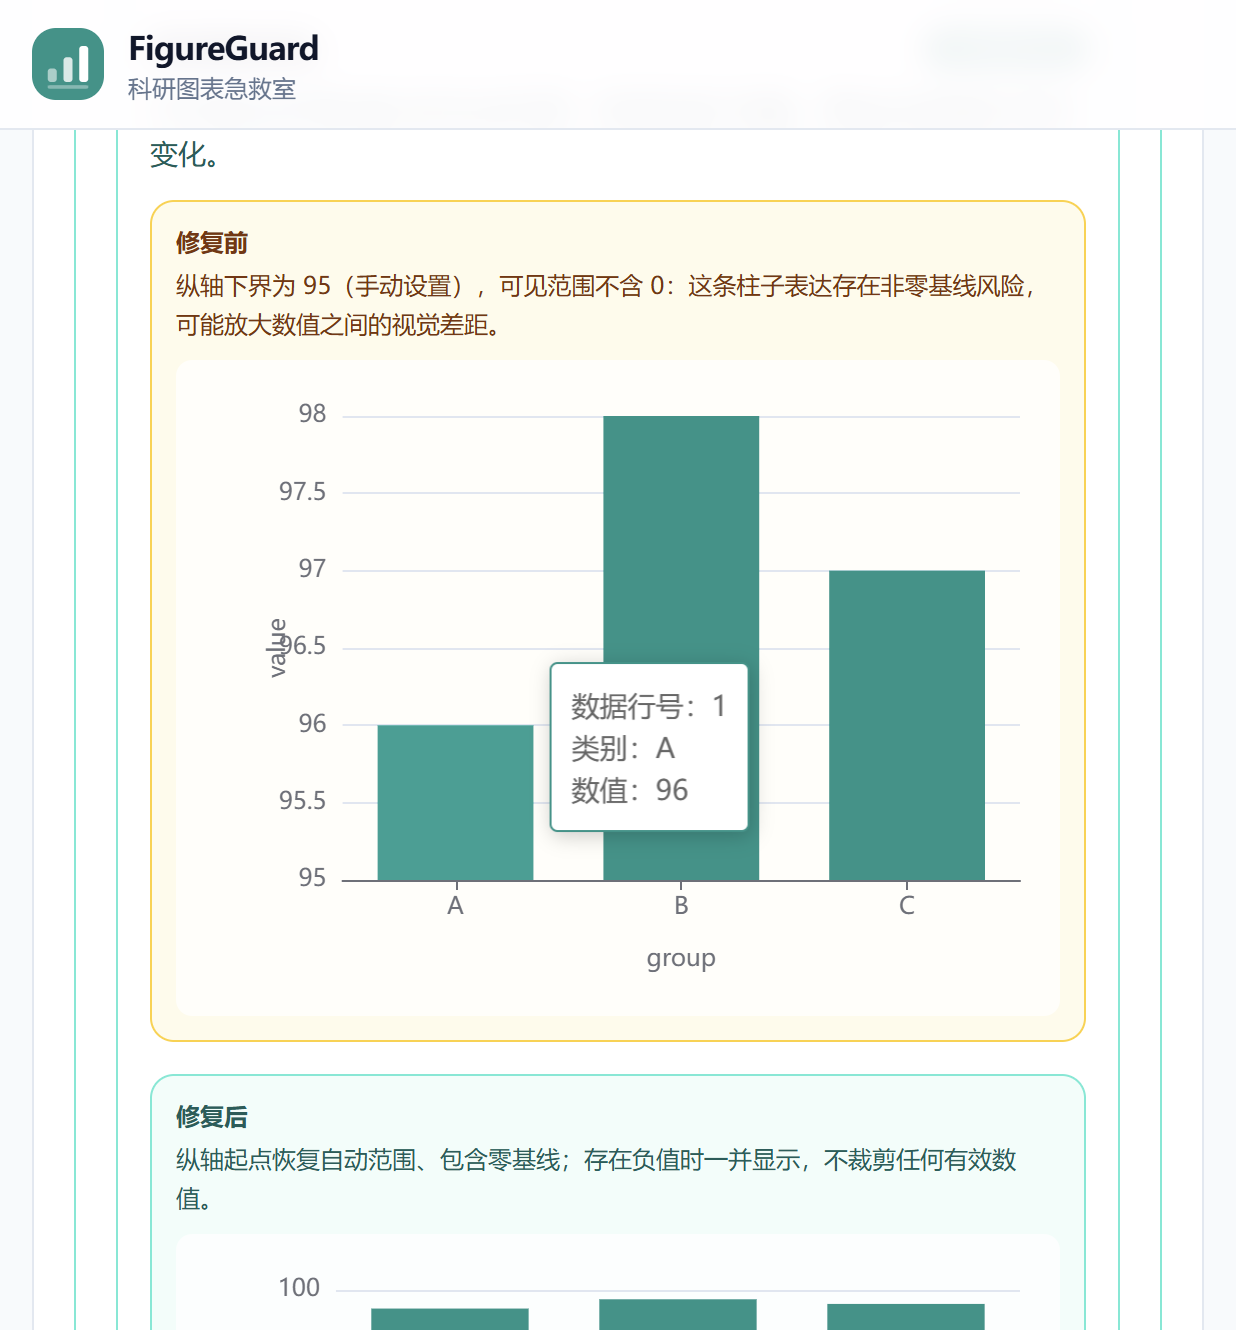 FigureGuard
科研图表急救室
变化。
修复前
纵轴下界为 95（手动设置），可见范围不含 0：这条柱子表达存在非零基线风险，
可能放大数值之间的视觉差距。
98
97.5
97
96.5
96
95.5
95
value
数据行号：1
类别：A
数值：96
A
B
C
group
修复后
纵轴起点恢复自动范围、包含零基线；存在负值时一并显示，不裁剪任何有效数
值。
100